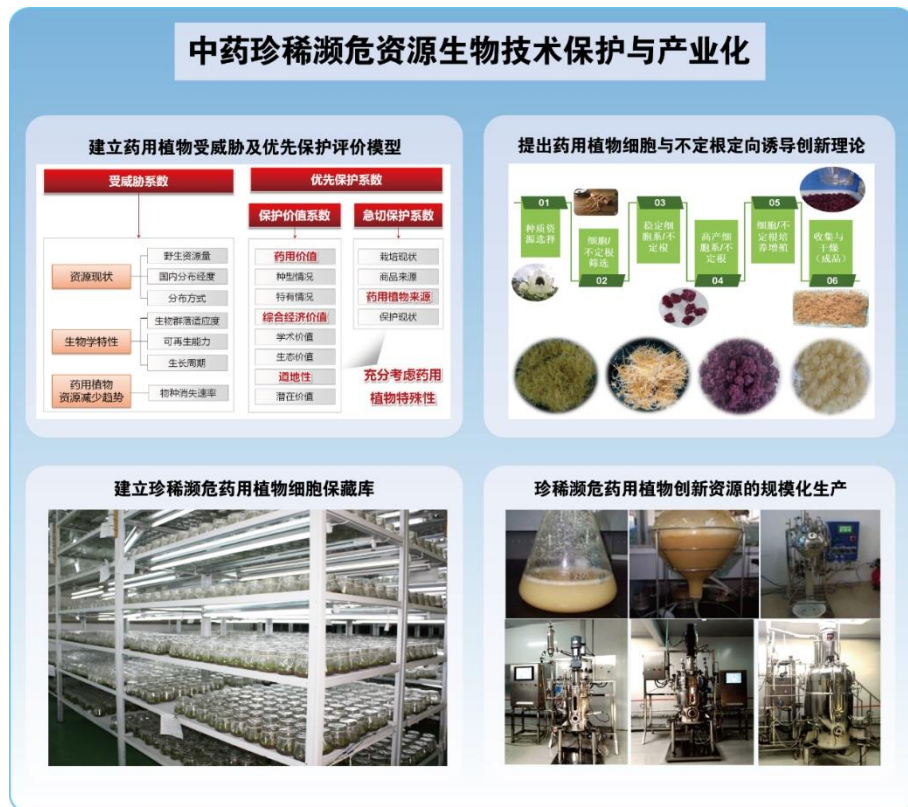 中药珍稀濒危资源生物技术保护与产业化
建立药用植物受威胁及优先保护评价模型
受威胁系数
优先保护系数
保护价值系数
急切保护系数
资源现状
野生资源量
国内分布经度
分布方式
生物学特性
生物群落适应度
可再生能力
生长周期
药用植物
资源减少趋势
物种消失速率
药用价值
种型情况
特有情况
综合经济价值
学术价值
生态价值
道地性
潜在价值
栽培现状
商品来源
药用植物来源
保护现状
充分考虑药用
植物特殊性
提出药用植物细胞与不定根定向诱导创新理论
01
种质资
源选择
细胞/
不定根
筛选
02
03
稳定细
胞系/不
定根
高产细
胞系/不
定根
04
05
细胞/不
定根培
养增殖
收集与
干燥
（成品）
06
建立珍稀濒危药用植物细胞保藏库
珍稀濒危药用植物创新资源的规模化生产